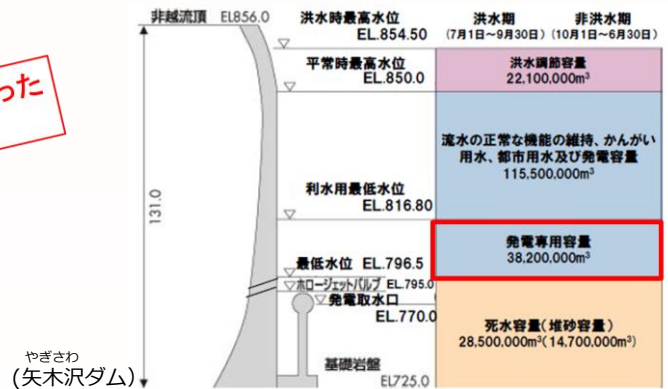 非越流頂 EL856.0
洪水時最高水位
EL.854.50
洪水期 非洪水期
(7月1日～9月30日) (10月1日～6月30日)
った
平常時最高水位
EL.850.0
洪水調節容量
22,100,000m³
流水の正常な機能の維持、かんがい
用水、都市用水及び発電容量
115,500,000m³
131.0
利水用最低水位
EL.816.80
発電専用容量
38,200,000m³
最低水位 EL.796.5
ホロージェットバルブ EL.795.0
発電取水口
EL.770.0
死水容量(堆砂容量)
28,500,000m³(14,700,000m³)
基礎岩盤
EL725.0
やぎさわ
(矢木沢ダム)